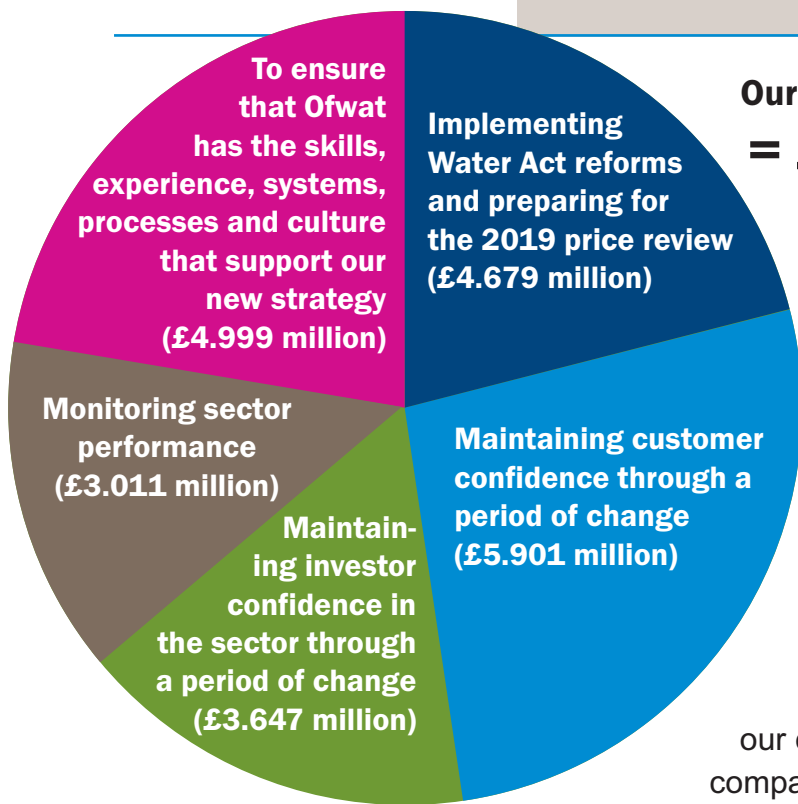 To ensure
that Ofwat
has the skills,
experience, systems,
processes and culture
that support our
new strategy
(£4.999 million)
Implementing
Water Act reforms
and preparing for
the 2019 price review
(£4.679 million)
Our
=
Monitoring sector
performance
(£3.011 million)
Maintaining customer
confidence through a
period of change
(£5.901 million)
Maintain-
ing investor
confidence in
the sector through
a period of change
(£3.647 million)
our